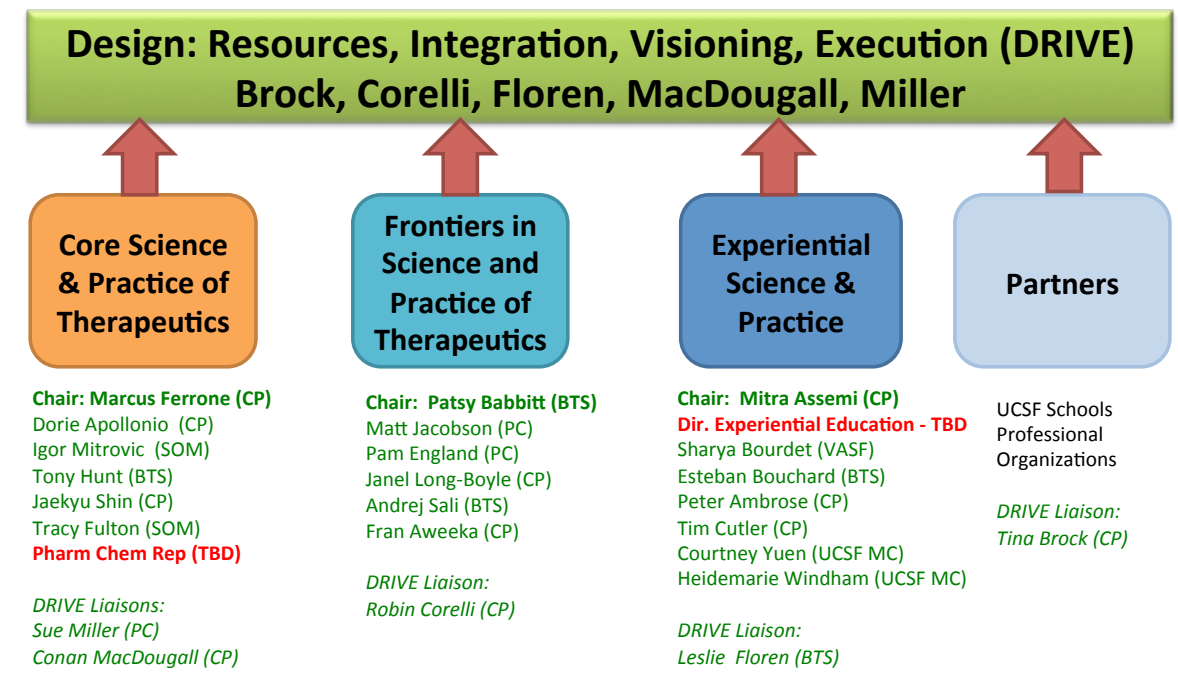 Design: Resources, Integration, Visioning, Execution (DRIVE)
Brock, Corelli, Floren, MacDougall, Miller
Core Science
& Practice of
Therapeutics
Frontiers in
Science and
Practice of
Therapeutics
Experiential
Science &
Practice
Partners
Chair: Marcus Ferrone (CP)
Dorie Apollonio (CP)
Igor Mitrovic (SOM)
Tony Hunt (BTS)
Jaekyu Shin (CP)
Tracy Fulton (SOM)
Pharm Chem Rep (TBD)
DRIVE Liaisons:
Sue Miller (PC)
Conan MacDougall (CP)
Chair: Patsy Babbitt (BTS)
Matt Jacobson (PC)
Pam England (PC)
Janel Long-Boyle (CP)
Andrej Sali (BTS)
Fran Aweeka (CP)
DRIVE Liaison:
Robin Corelli (CP)
Chair: Mitra Assemi (CP)
Dir. Experiential Education - TBD
Sharya Bourdet (VASF)
Esteban Bouchard (BTS)
Peter Ambrose (CP)
Tim Cutler (CP)
Courtney Yuen (UCSF MC)
Heidemarie Windham (UCSF MC)
DRIVE Liaison:
Leslie Floren (BTS)
UCSF Schools
Professional
Organizations
DRIVE Liaison:
Tina Brock (CP)